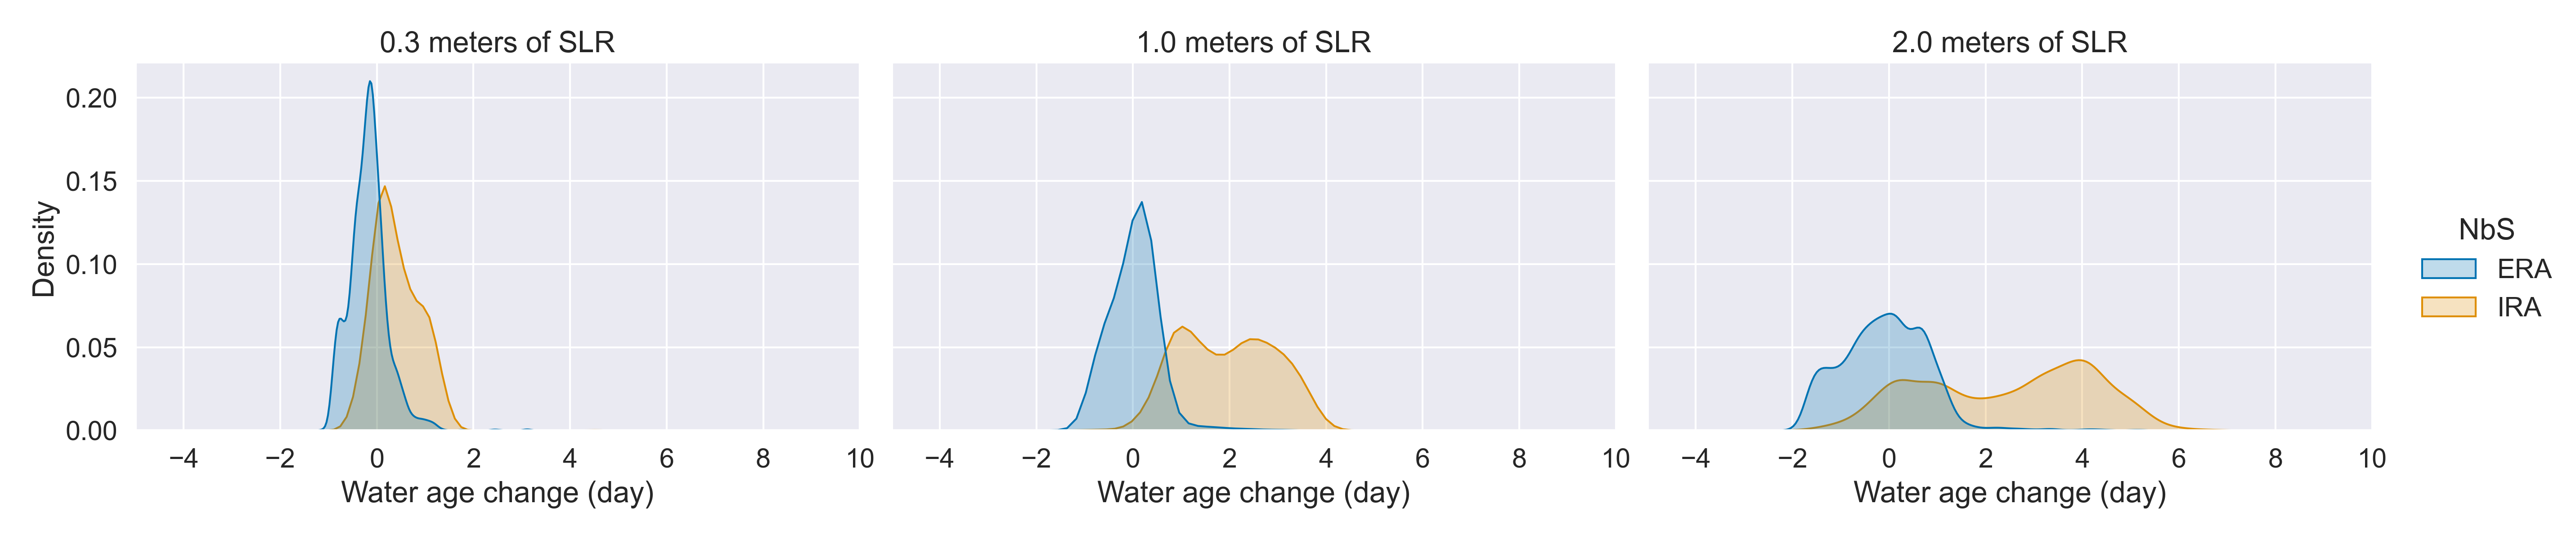 0.3 meters of SLR
1.0 meters of SLR
2.0 meters of SLR
Density
0.20
0.15
0.10
0.05
0.00
−4 −2 0 2 4 6 8 10
−4 −2 0 2 4 6 8 10
−4 −2 0 2 4 6 8 10
Water age change (day)
Water age change (day)
Water age change (day)
NbS
ERA
IRA